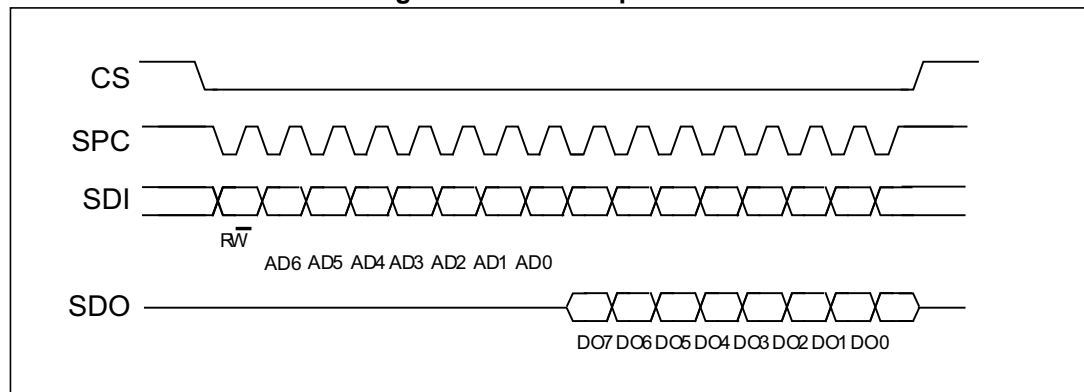 CS
SPC
SDI
RW̅
AD6 AD5 AD4 AD3 AD2 AD1 AD0
SDO
DO7 DO6 DO5 DO4 DO3 DO2 DO1 DO0